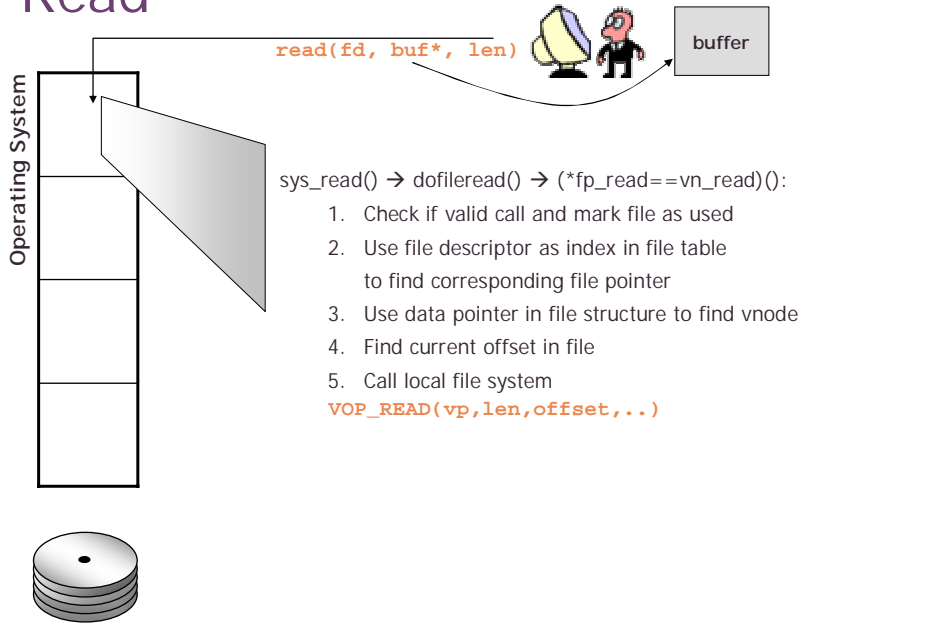 Read
read(fd, buf*, len)
buffer
Operating System
sys_read() → dofileread() → (*fp_read==vn_read)():
1. Check if valid call and mark file as used
2. Use file descriptor as index in file table
to find corresponding file pointer
3. Use data pointer in file structure to find vnode
4. Find current offset in file
5. Call local file system
VOP_READ(vp,len,offset,..)